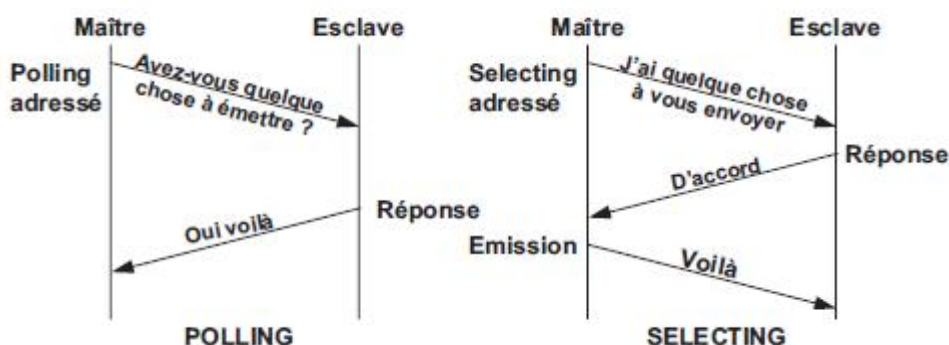 Maître
Esclave
Polling
adressé
Avez-vous quelque
chose à émettre ?
Réponse
Oui voilà
POLLING
Maître
Esclave
Selecting
adressé
J'ai quelque chose
à vous envoyer
Réponse
D'accord
Emission
Voilà
SELECTING